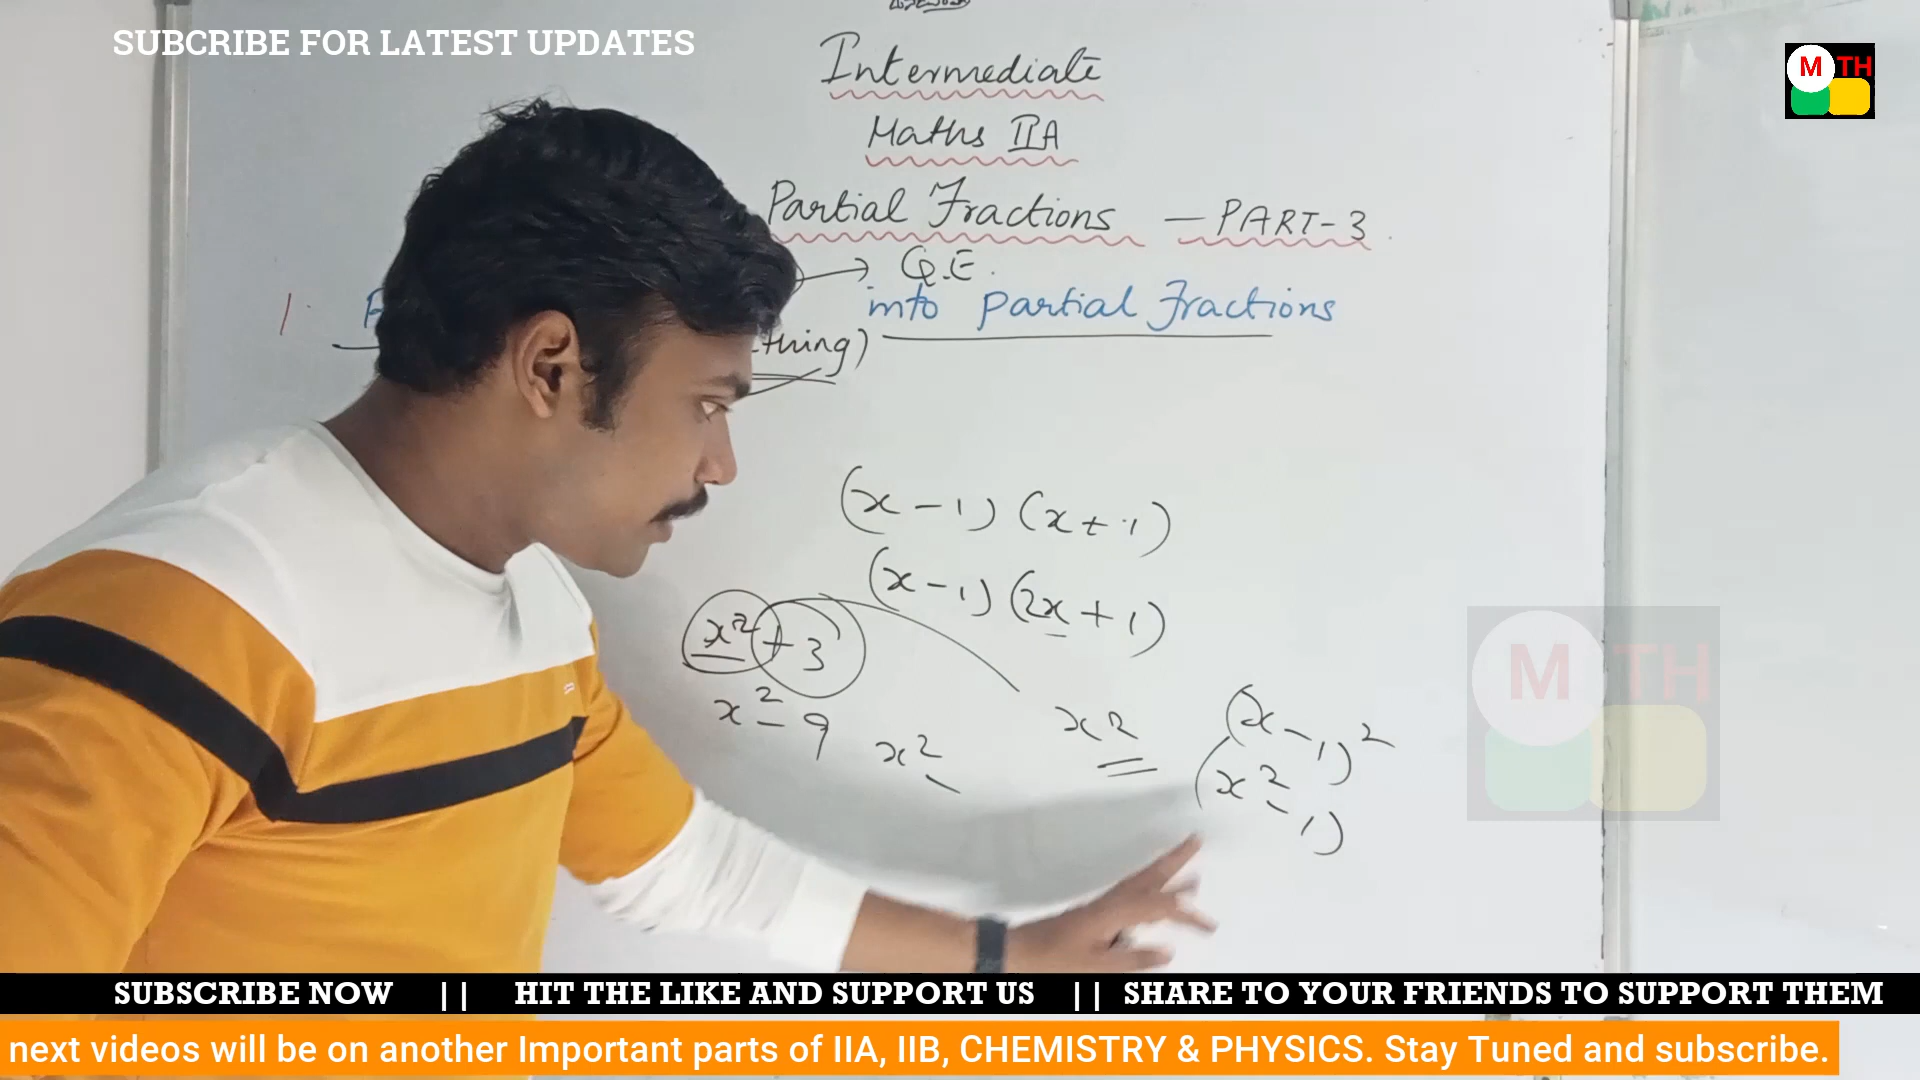 SUBCRIBE FOR LATEST UPDATES
M TH
Intermediate
Maths IIA
Partial Fractions — PART-3
→ Q.E.
1. into partial Fractions
thing)
(x-1) (x+1)
(x-1) (2x+1)
x²+3
x²-9
x²
x²
(x-1)²
(x²-1)
M TH
SUBSCRIBE NOW || HIT THE LIKE AND SUPPORT US || SHARE TO YOUR FRIENDS TO SUPPORT THEM
next videos will be on another Important parts of IIA, IIB, CHEMISTRY & PHYSICS. Stay Tuned and subscribe.